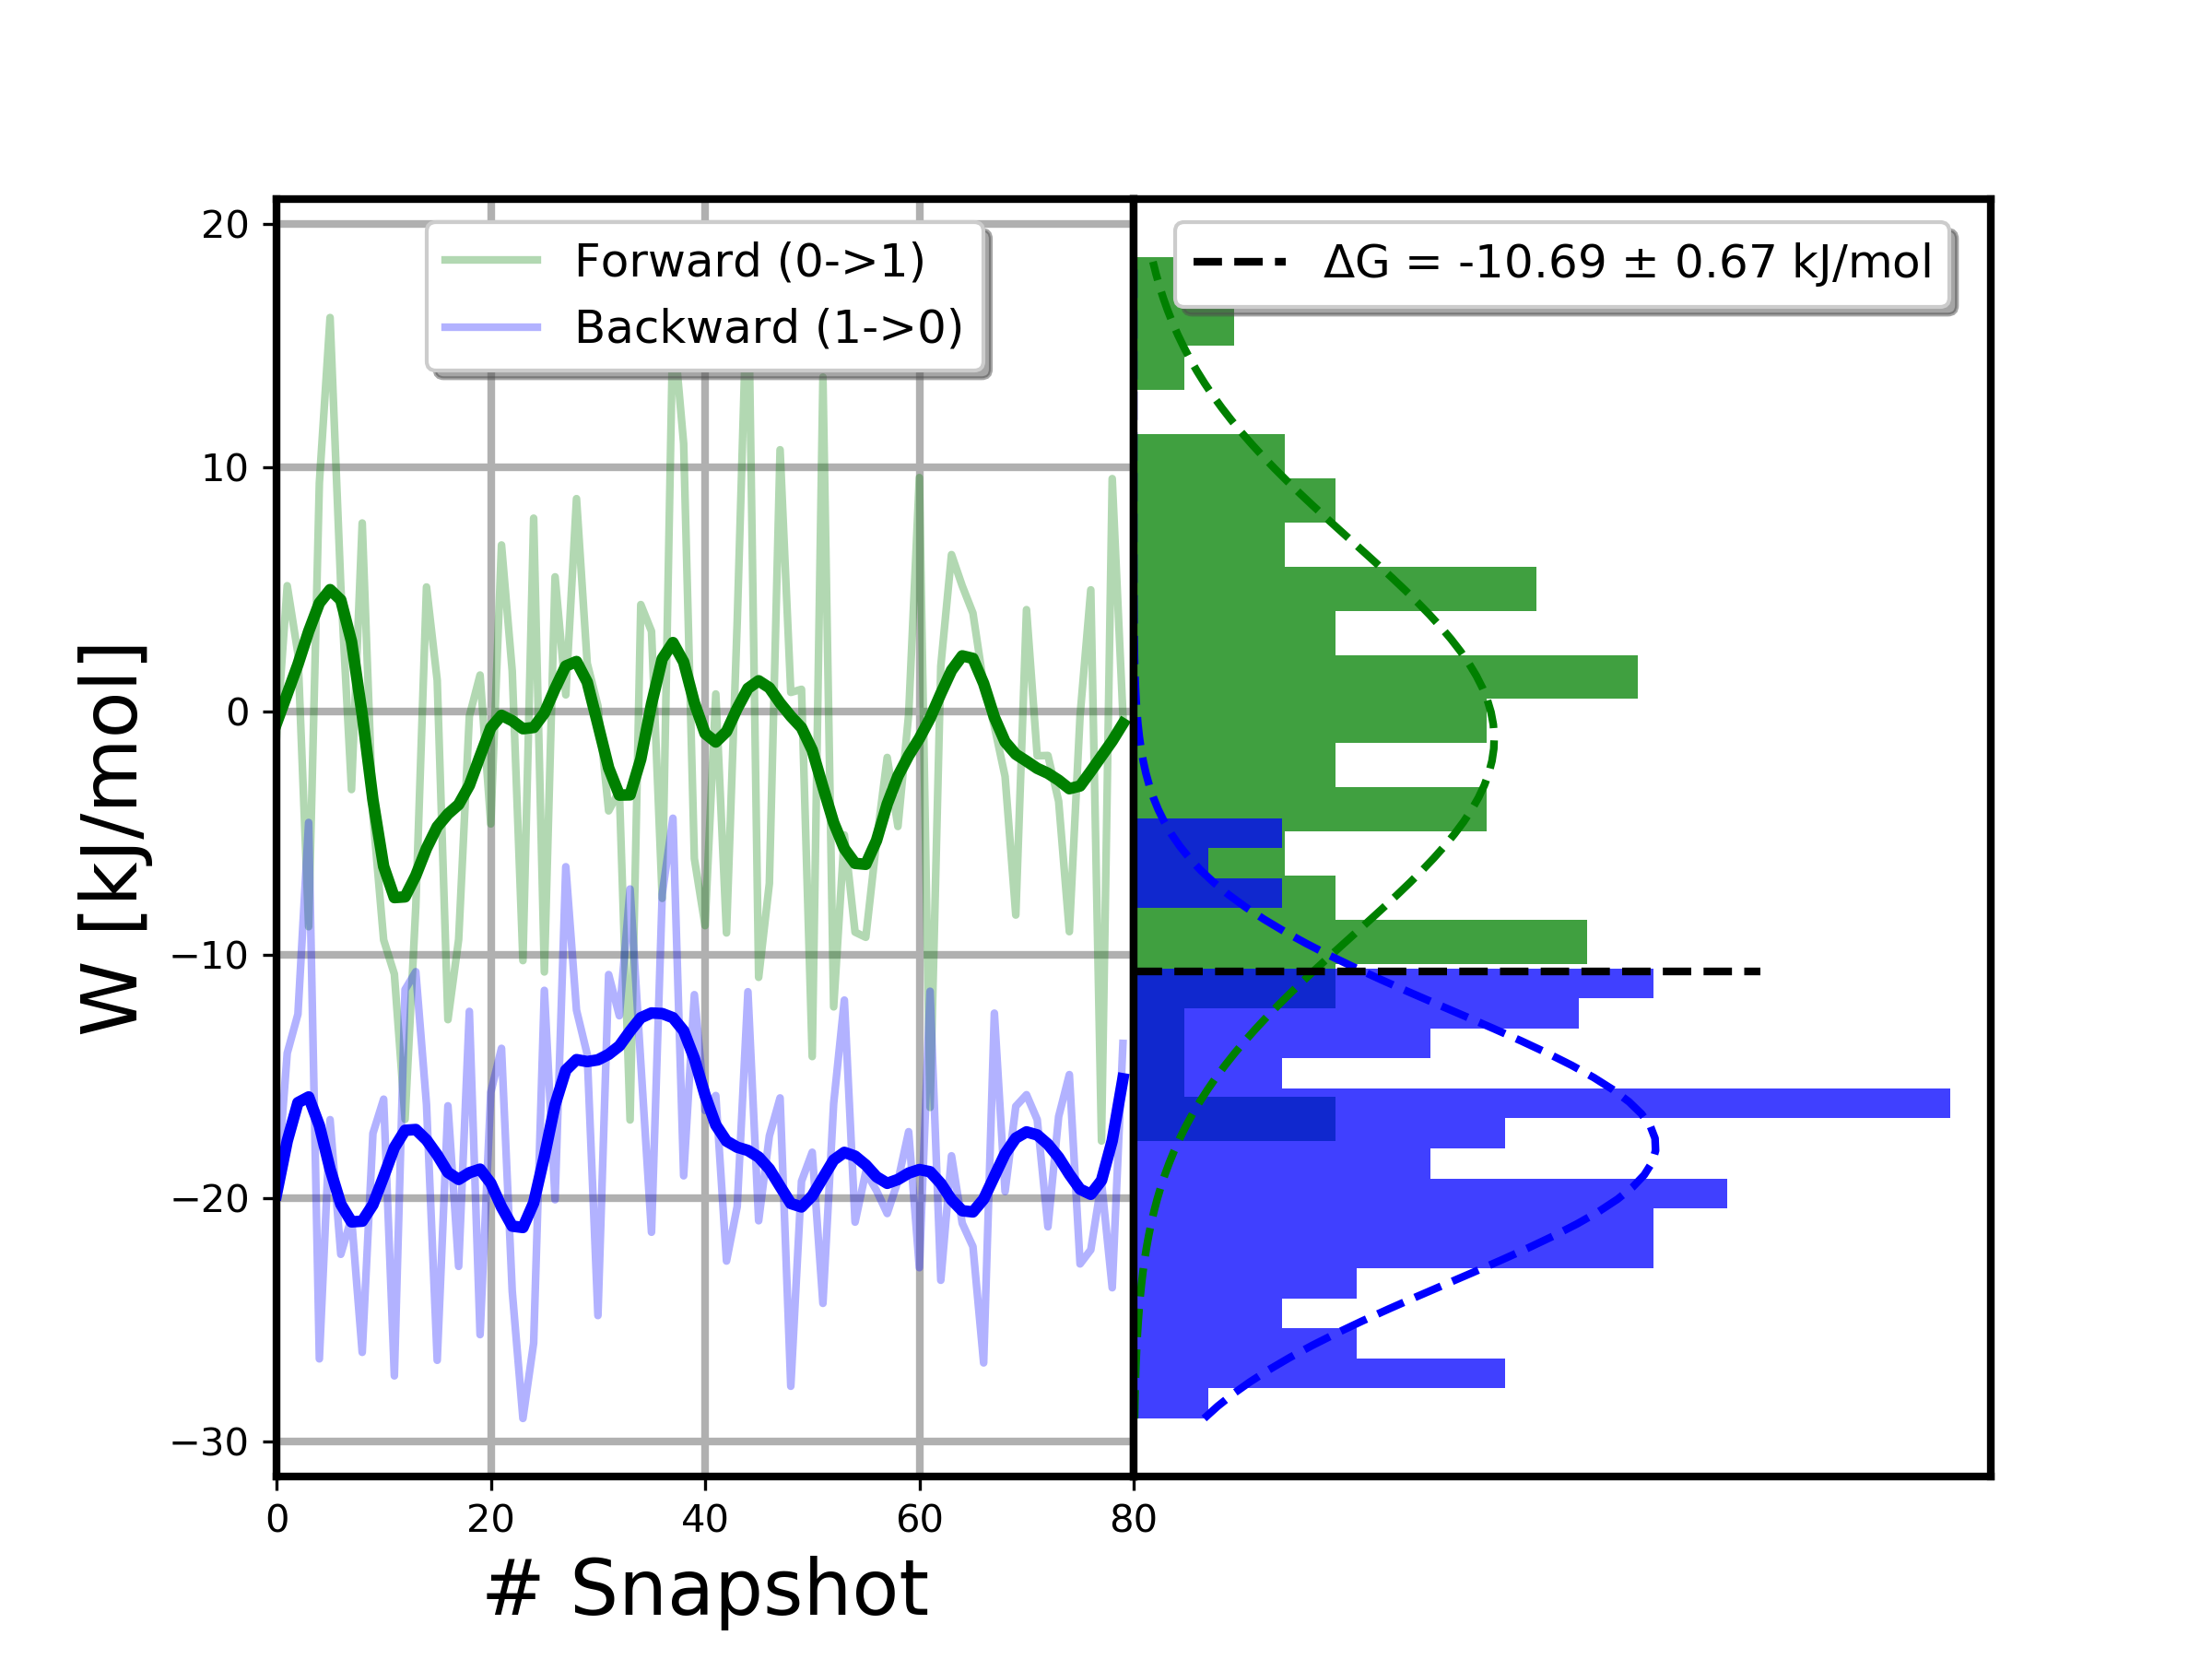 W [kJ/mol]
20
10
0
−10
−20
−30
Forward (0->1)
Backward (1->0)
ΔG = -10.69 ± 0.67 kJ/mol
0
20
40
60
80
# Snapshot